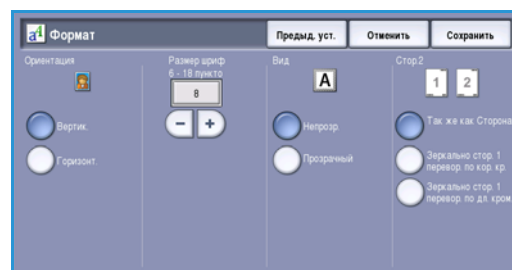 Формат
Предыд. уст.
Отменить
Сохранить
Ориентация
Вертик.
Горизонт.
Размер шриф
6 - 18 пункто
8
Вид
A
Непрозр.
Прозрачный
Стор.2
1 2
Так же как Сторона
Зеркально стор. 1
перевор. по кор. кр.
Зеркально стор. 1
перевор. по дл. кром.